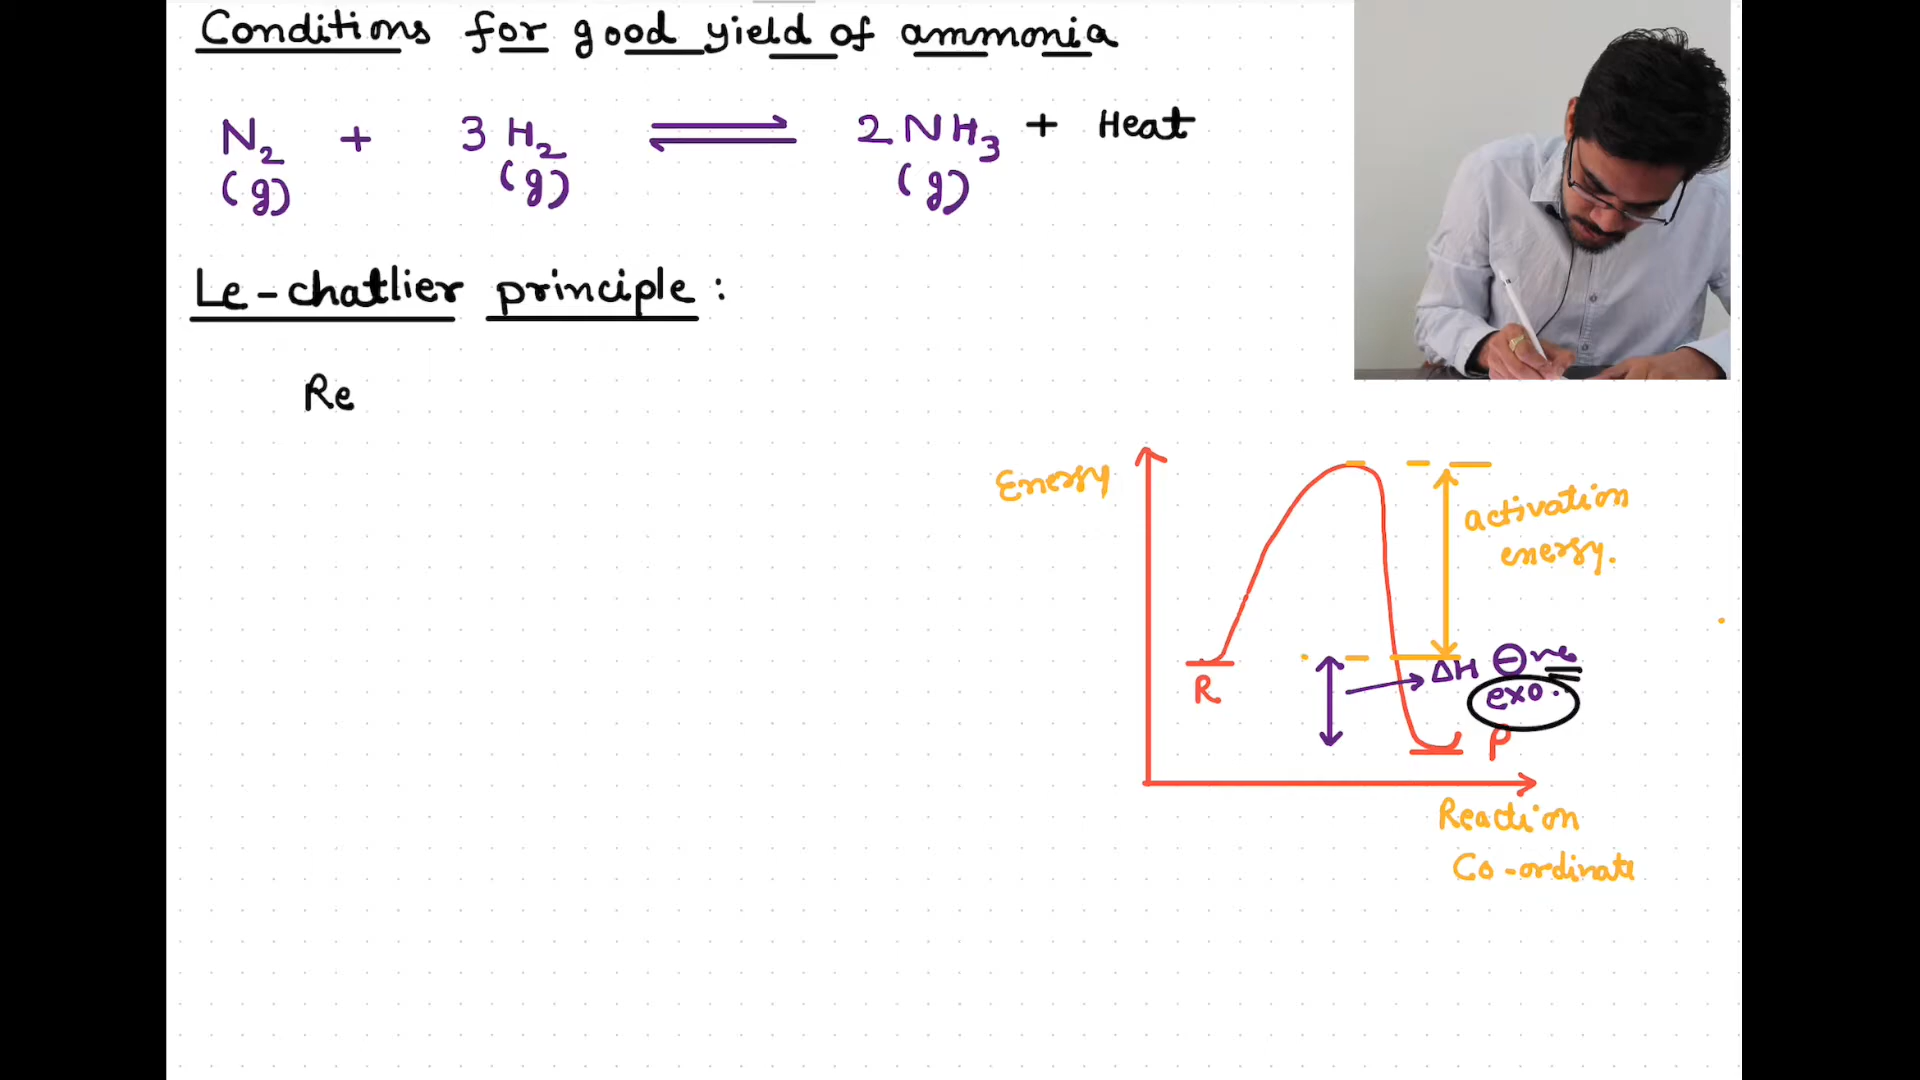 Conditions for good yield of ammonia
N2 + 3 H2 ⇌ 2 NH3 + Heat
(g) (g) (g)
Le-chatlier principle :
Re
Energy
activation
energy.
ΔH ⊖ve
exo.
R
P
Reaction
Co-ordinate